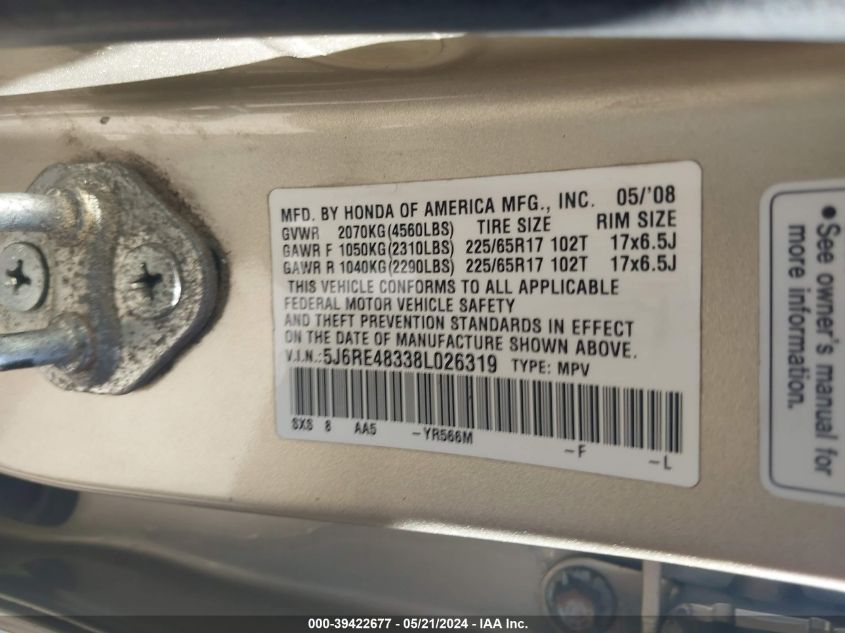 MFD. BY HONDA OF AMERICA MFG., INC. 05/'08
GVWR 2070KG(4560LBS) TIRE SIZE RIM SIZE
GAWR F 1050KG(2310LBS) 225/65R17 102T 17x6.5J
GAWR R 1040KG(2290LBS) 225/65R17 102T 17x6.5J
THIS VEHICLE CONFORMS TO ALL APPLICABLE
FEDERAL MOTOR VEHICLE SAFETY
AND THEFT PREVENTION STANDARDS IN EFFECT
ON THE DATE OF MANUFACTURE SHOWN ABOVE.
V.I.N.:5J6RE48338L026319 TYPE: MPV
SXS 8 AA5 -YR566M -F -L
• See owner's manual for
more information.
000-39422677 - 05/21/2024 - IAA Inc.